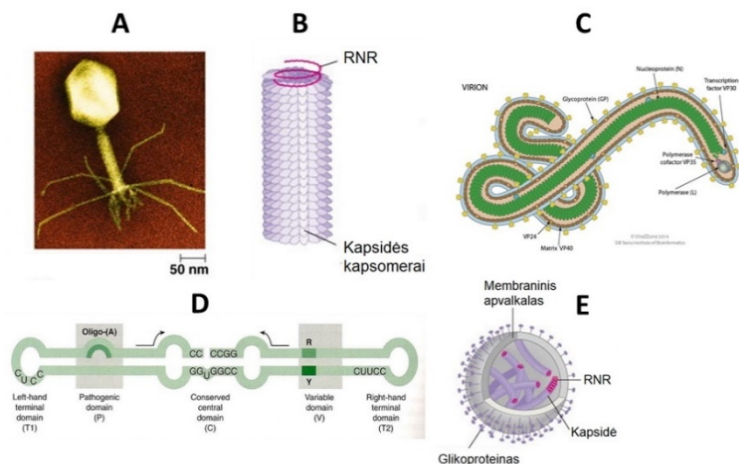 A
B
C
50 nm
RNR
Kapsidės
kapsomerai
VIRION
Glycoprotein (GP)
Nucleoprotein (N)
Transcription
factor VP30
Polymerase
cofactor VP35
Polymerase (L)
VP24
Matrix VP40
D
Oligo-(A)
CC CCGG
GGUGGCC
R
Y
CUCC
CUUCC
Left-hand
terminal
domain
(T1)
Pathogenic
domain
(P)
Conserved
central
domain
(C)
Variable
domain
(V)
Right-hand
terminal
domain
(T2)
E
Membraninis
apvalkalas
RNR
Kapsidė
Glikoproteinas